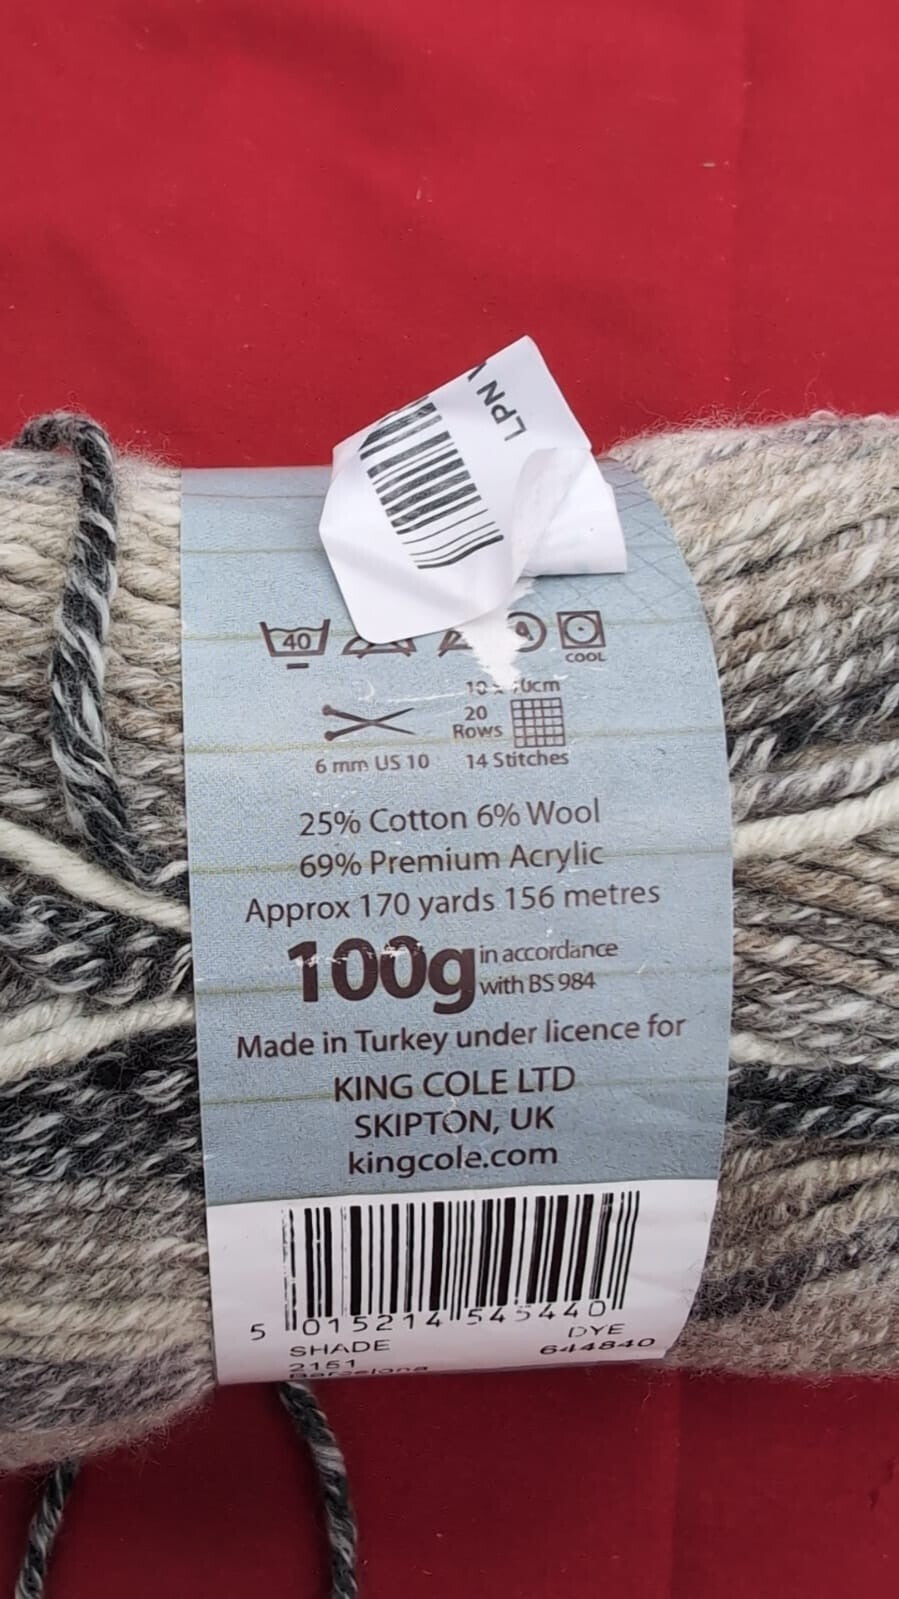 LPN
40
COOL
10 x 10cm
20
Rows
6 mm US 10
14 Stitches
25% Cotton 6% Wool
69% Premium Acrylic
Approx 170 yards 156 metres
100g in accordance
with BS 984
Made in Turkey under licence for
KING COLE LTD
SKIPTON, UK
kingcole.com
5 015214 545440
SHADE
DYE
2151
644840
Barcelona